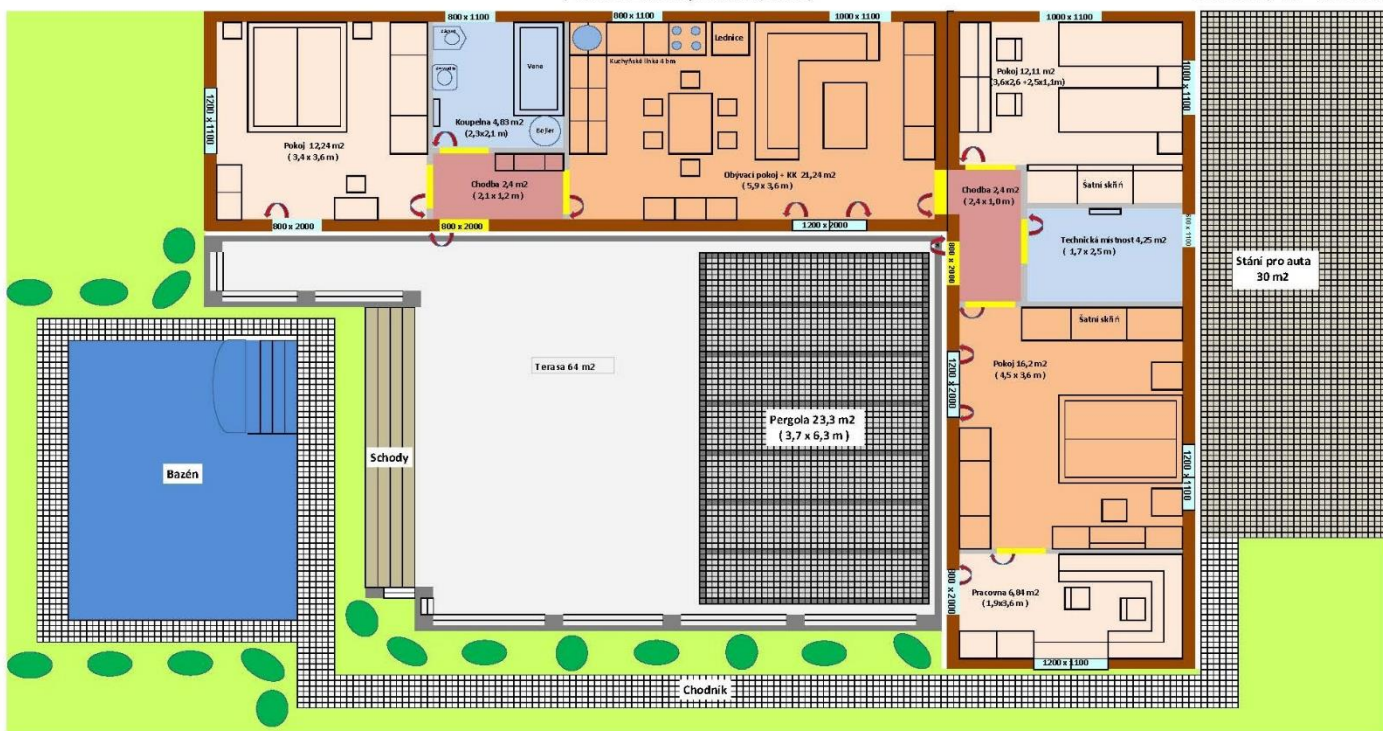 800 x 1100
800 x 1100
1000 x 1100
1000 x 1100
Lednice
Kuchyňská linka 4 bm
Vana
Pokoj 12,11 m2
(3,6x2,6 +2,5x1,1m)
1000 x 1100
1200 x 1100
Koupelna 4,83 m2
(2,3x2,1 m)
Bojler
Pokoj 12,24 m2
( 3,4 x 3,6 m )
Obývací pokoj + KK 21,24 m2
( 5,9 x 3,6 m )
Chodba 2,4 m2
( 2,1 x 1,2 m )
Chodba 2,4 m2
( 2,4 x 1,0 m )
Šatní skříň
800 x 2000
800 x 2000
1200 x 2000
800 x 2000
Technická místnost 4,25 m2
( 1,7 x 2,5 m )
Stání pro auta
30 m2
Šatní skříň
Terasa 64 m2
Pokoj 16,2 m2
( 4,5 x 3,6 m )
1200 x 2000
Pergola 23,3 m2
( 3,7 x 6,3 m )
Schody
Bazén
1200 x 1100
800 x 2000
Pracovna 6,84 m2
( 1,9x3,6 m )
1200 x 1100
Chodník